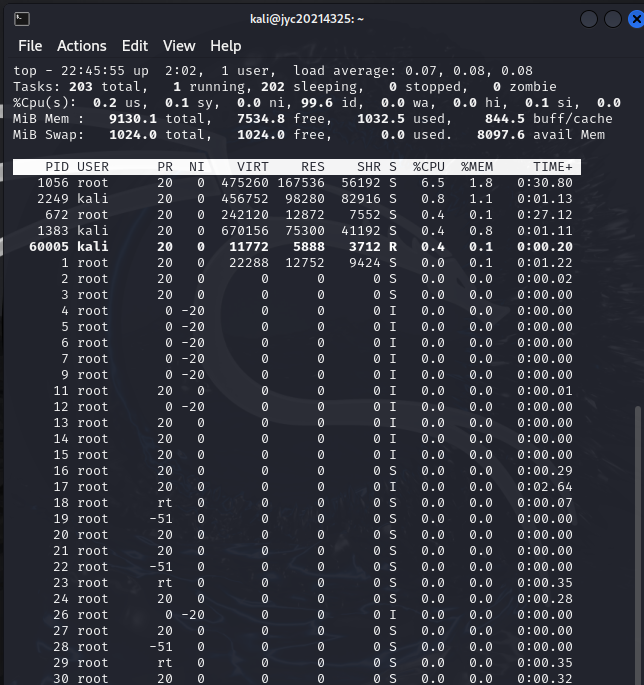 kali@jyc20214325: ~
File Actions Edit View Help
top - 22:45:55 up 2:02, 1 user, load average: 0.07, 0.08, 0.08
Tasks: 203 total, 1 running, 202 sleeping, 0 stopped, 0 zombie
%Cpu(s): 0.2 us, 0.1 sy, 0.0 ni, 99.6 id, 0.0 wa, 0.0 hi, 0.1 si, 0.0
MiB Mem : 9130.1 total, 7534.8 free, 1032.5 used, 844.5 buff/cache
MiB Swap: 1024.0 total, 1024.0 free, 0.0 used. 8097.6 avail Mem
PID USER PR NI VIRT RES SHR S %CPU %MEM TIME+
1056 root 20 0 475260 167536 56192 S 6.5 1.8 0:30.80
2249 kali 20 0 456752 98280 82916 S 0.8 1.1 0:01.13
672 root 20 0 242120 12872 7552 S 0.4 0.1 0:27.12
1383 kali 20 0 670156 75300 41192 S 0.4 0.8 0:01.11
60005 kali 20 0 11772 5888 3712 R 0.4 0.1 0:00.20
1 root 20 0 22288 12752 9424 S 0.0 0.1 0:01.22
2 root 20 0 0 0 0 S 0.0 0.0 0:00.02
3 root 20 0 0 0 0 S 0.0 0.0 0:00.00
4 root 0 -20 0 0 0 I 0.0 0.0 0:00.00
5 root 0 -20 0 0 0 I 0.0 0.0 0:00.00
6 root 0 -20 0 0 0 I 0.0 0.0 0:00.00
7 root 0 -20 0 0 0 I 0.0 0.0 0:00.00
9 root 0 -20 0 0 0 I 0.0 0.0 0:00.00
11 root 20 0 0 0 0 I 0.0 0.0 0:00.01
12 root 0 -20 0 0 0 I 0.0 0.0 0:00.00
13 root 20 0 0 0 0 I 0.0 0.0 0:00.00
14 root 20 0 0 0 0 I 0.0 0.0 0:00.00
15 root 20 0 0 0 0 I 0.0 0.0 0:00.00
16 root 20 0 0 0 0 S 0.0 0.0 0:00.29
17 root 20 0 0 0 0 I 0.0 0.0 0:02.64
18 root rt 0 0 0 0 S 0.0 0.0 0:00.07
19 root -51 0 0 0 0 S 0.0 0.0 0:00.00
20 root 20 0 0 0 0 S 0.0 0.0 0:00.00
21 root 20 0 0 0 0 S 0.0 0.0 0:00.00
22 root -51 0 0 0 0 S 0.0 0.0 0:00.00
23 root rt 0 0 0 0 S 0.0 0.0 0:00.35
24 root 20 0 0 0 0 S 0.0 0.0 0:00.28
26 root 0 -20 0 0 0 I 0.0 0.0 0:00.00
27 root 20 0 0 0 0 S 0.0 0.0 0:00.00
28 root -51 0 0 0 0 S 0.0 0.0 0:00.00
29 root rt 0 0 0 0 S 0.0 0.0 0:00.35
30 root 20 0 0 0 0 S 0.0 0.0 0:00.32